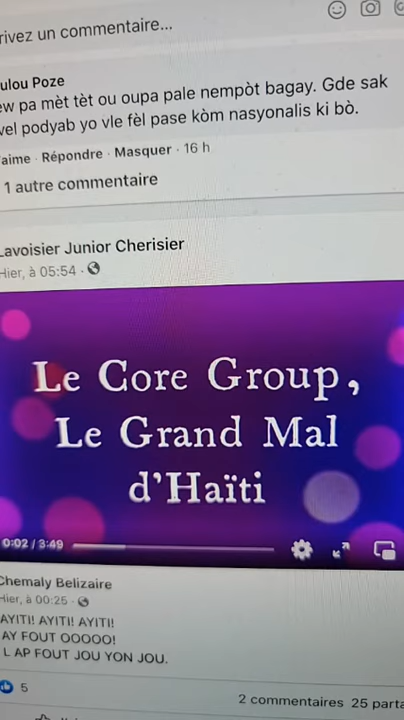 rivez un commentaire...
ulou Poze
ew pa mèt tèt ou oupa pale nempòt bagay. Gde sak
vel podyab yo vle fèl pase kòm nasyonalis ki bò.
'aime · Répondre · Masquer · 16 h
1 autre commentaire
Lavoisier Junior Cherisier
Hier, à 05:54
Le Core Group,
Le Grand Mal
d'Haïti
0:02 / 3:49
Chemaly Belizaire
Hier, à 00:25
AYITI! AYITI! AYITI!
AY FOUT OOOOO!
L AP FOUT JOU YON JOU.
5
2 commentaires 25 parta